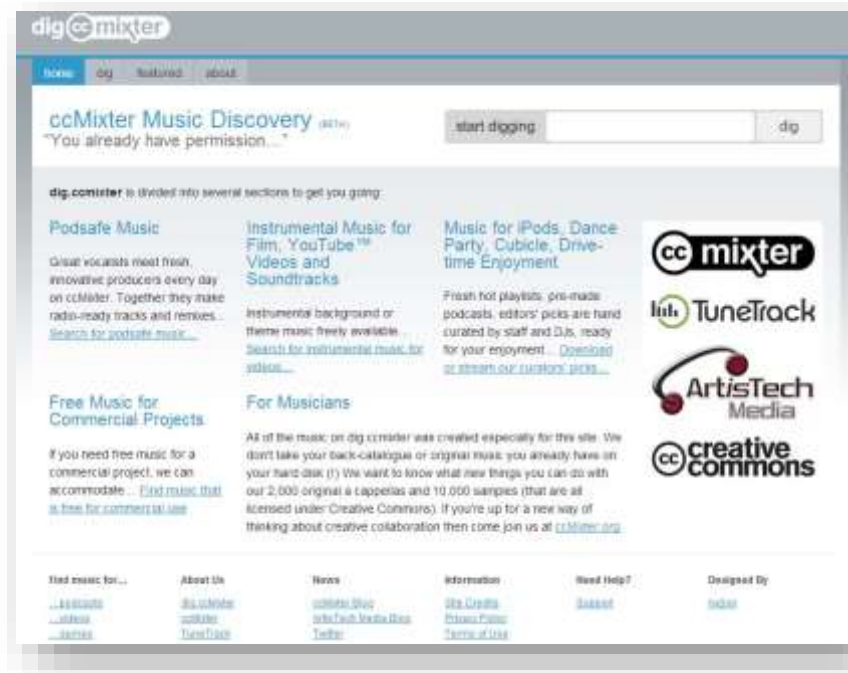 dig cc mixter
home dig featured about
ccMixter Music Discovery (BETA)
"You already have permission..."
start digging
dig
dig.ccmixter is divided into several sections to get you going:
Podsafe Music
Great vocalists meet fresh,
innovative producers every day
on ccMixter. Together they make
radio-ready tracks and remixes...
Search for podsafe music...
Instrumental Music for
Film, YouTube™
Videos and
Soundtracks
Instrumental background or
theme music freely available...
Search for instrumental music for
videos...
Music for iPods, Dance
Party, Cubicle, Drive-
time Enjoyment
Fresh hot playlists, pre-made
podcasts, editors' picks are hand
curated by staff and DJs, ready
for your enjoyment... Download
or stream our curators' picks...
cc mixter
TuneTrack
ArtisTech
Media
cc creative
commons
Free Music for
Commercial Projects
If you need free music for a
commercial project, we can
accommodate... Find music that
is free for commercial use
For Musicians
All of the music on dig.ccmixter was created especially for this site. We
don't take your back-catalogue or original music you already have on
your hard disk (!) We want to know what new things you can do with
our 2,000 original a cappellas and 10,000 samples (that are all
licensed under Creative Commons). If you're up for a new way of
thinking about creative collaboration then come join us at ccMixter.org
Find music for...
...podcasts
...videos
...games
About Us
dig.ccMixter
ccMixter
TuneTrack
News
ccMixter Blog
ArtisTech Media Blog
Twitter
Information
Site Credits
Privacy Policy
Terms of Use
Need Help?
Support
Designed By